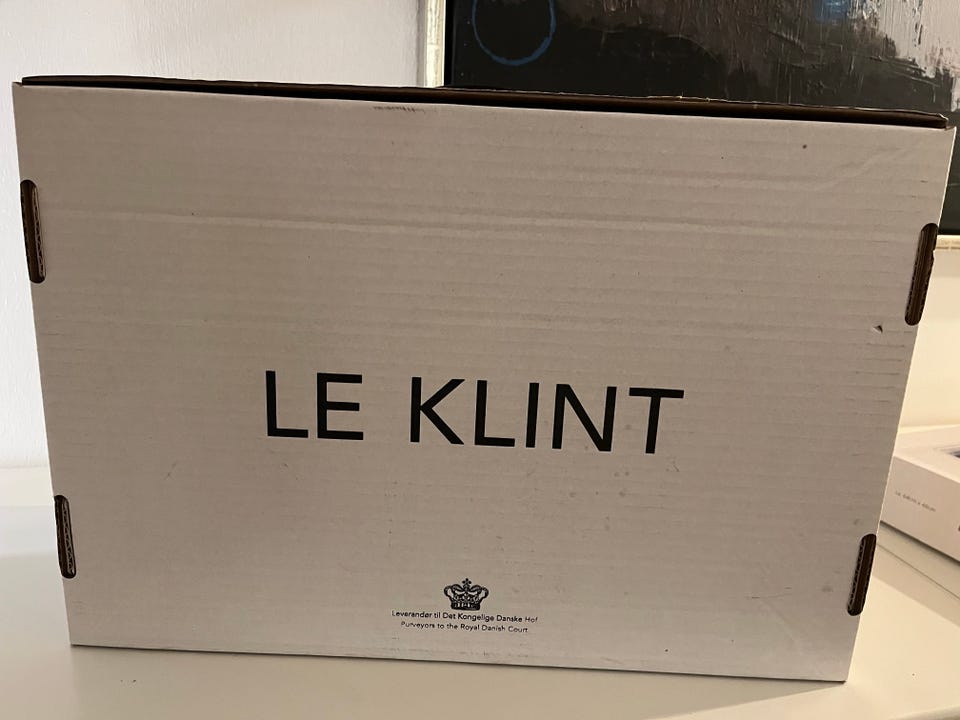 LE KLINT
Leverandør til Det Kongelige Danske Hof
Purveyors to the Royal Danish Court